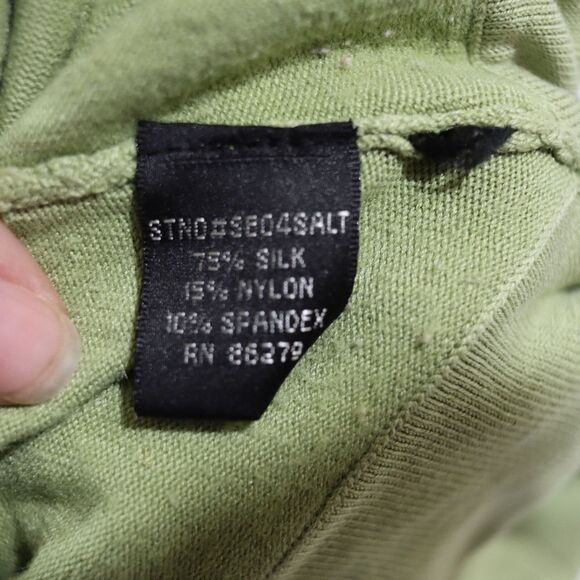 STNO#SE04SALT
75% SILK
15% NYLON
10% SPANDEX
RN 86279